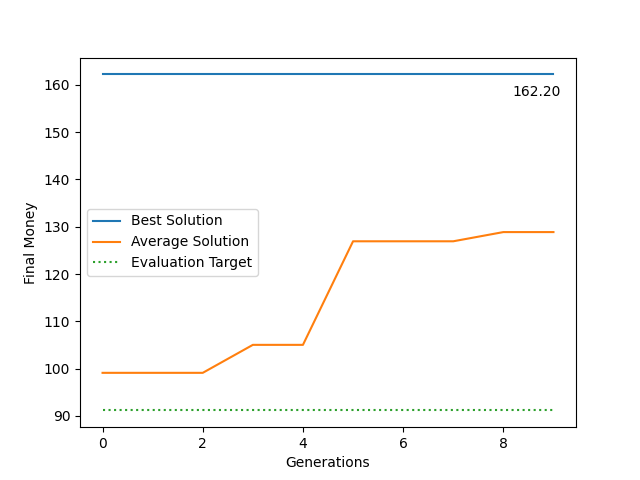 160
150
140
130
120
110
100
90
Final Money
162.20
Best Solution
Average Solution
Evaluation Target
0 2 4 6 8
Generations